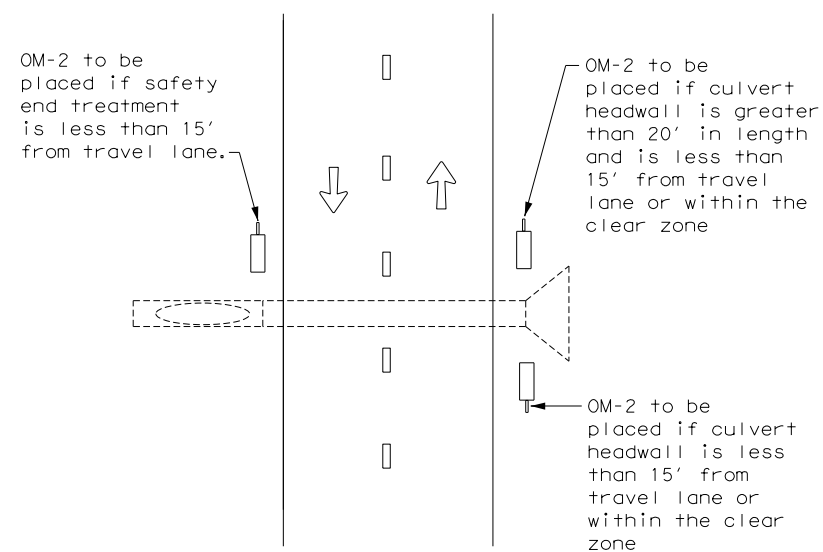 OM-2 to be
placed if safety
end treatment
is less than 15'
from travel lane.
OM-2 to be
placed if culvert
headwall is greater
than 20' in length
and is less than
15' from travel
lane or within the
clear zone
OM-2 to be
placed if culvert
headwall is less
than 15' from
travel lane or
within the clear
zone